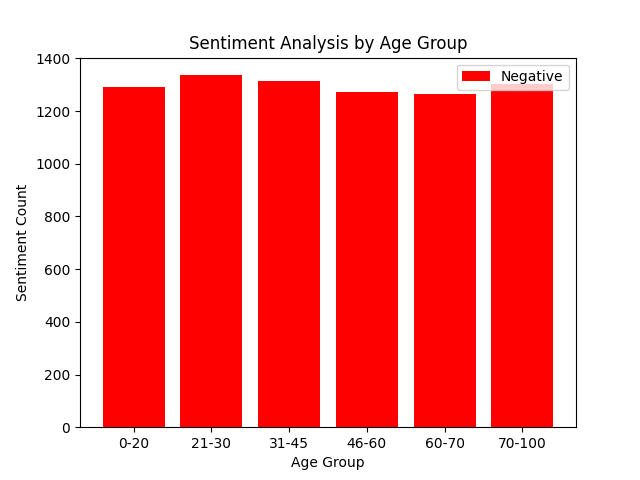 Sentiment Analysis by Age Group
Negative
1400
1200
1000
800
600
400
200
0
Sentiment Count
0-20 21-30 31-45 46-60 60-70 70-100
Age Group